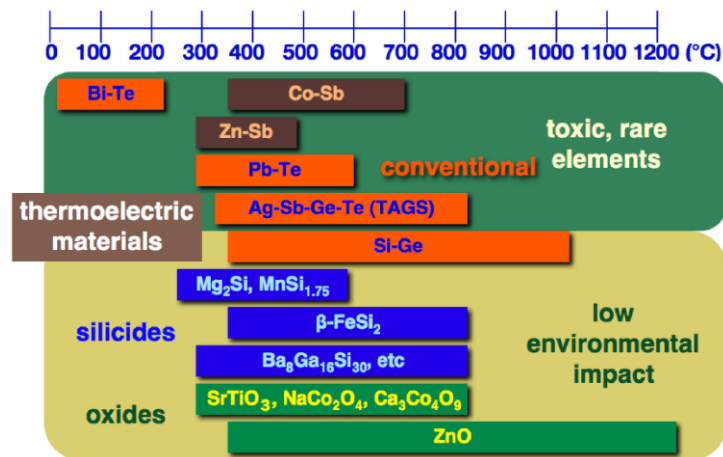 0 100 200 300 400 500 600 700 800 900 1000 1100 1200 (°C)
Bi-Te
Co-Sb
Zn-Sb
toxic, rare
elements
Pb-Te
conventional
thermoelectric
materials
Ag-Sb-Ge-Te (TAGS)
Si-Ge
Mg₂Si, MnSi₁.₇₅
silicides
β-FeSi₂
low
environmental
impact
Ba₈Ga₁₆Si₃₀, etc
oxides
SrTiO₃, NaCo₂O₄, Ca₃Co₄O₉
ZnO